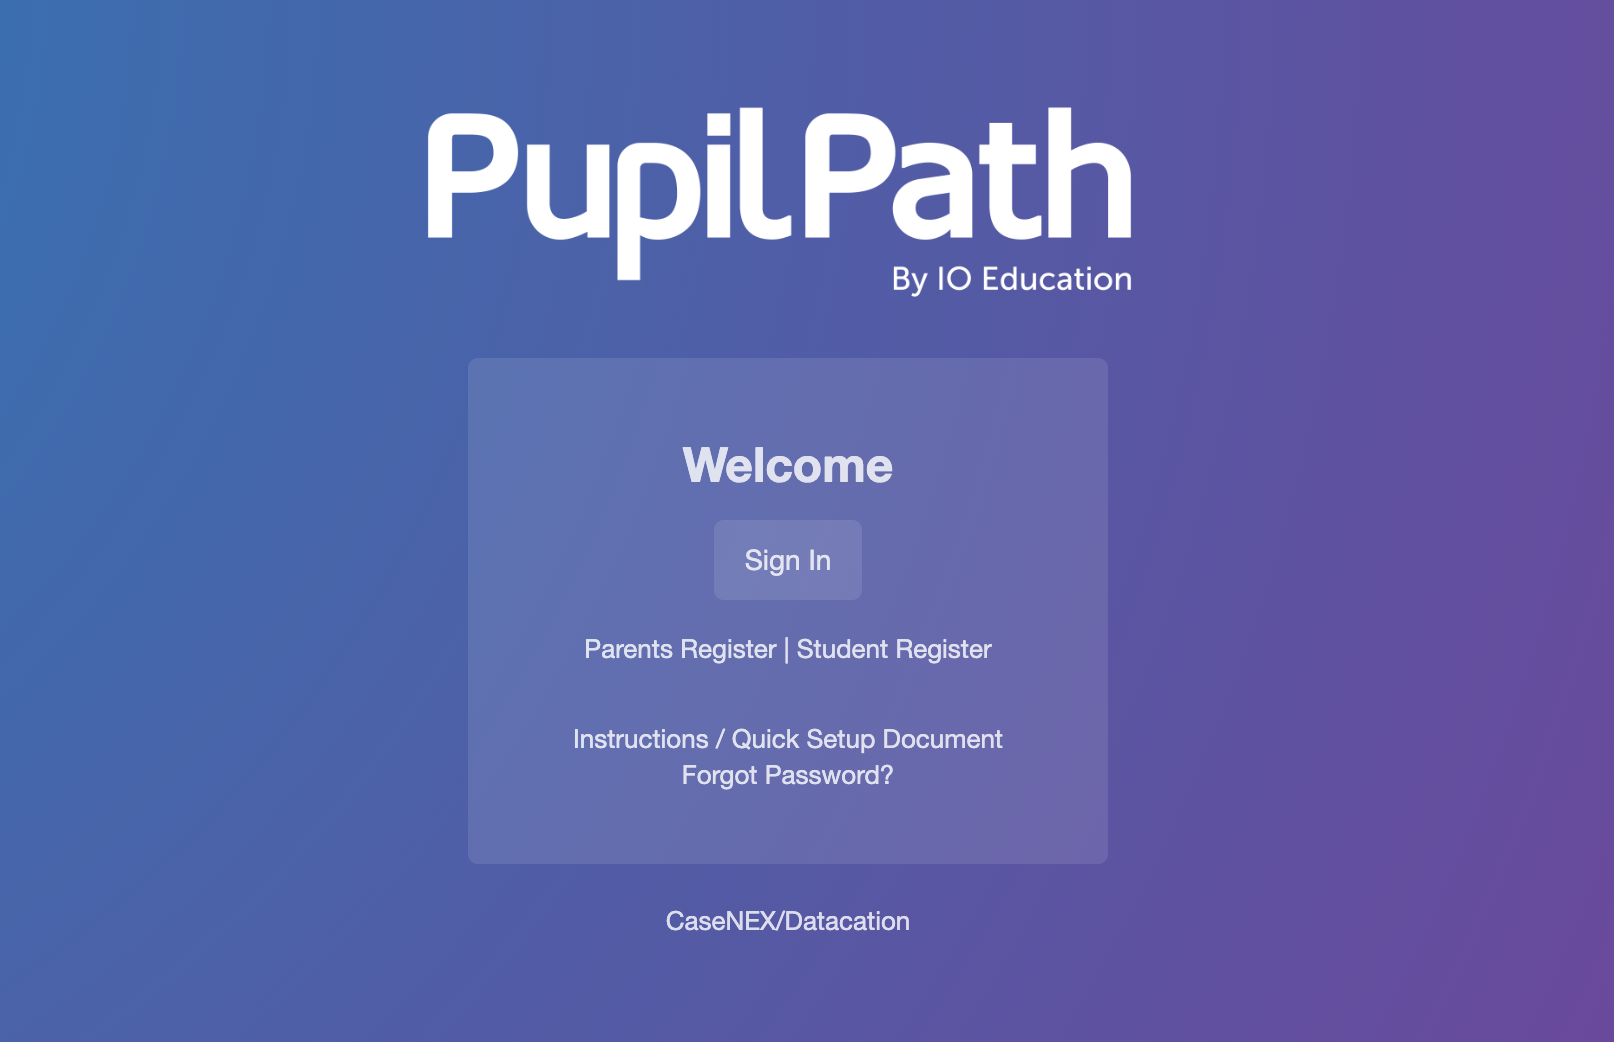 PupilPath
By IO Education
Welcome
Sign In
Parents Register | Student Register
Instructions / Quick Setup Document
Forgot Password?
CaseNEX/Datacation